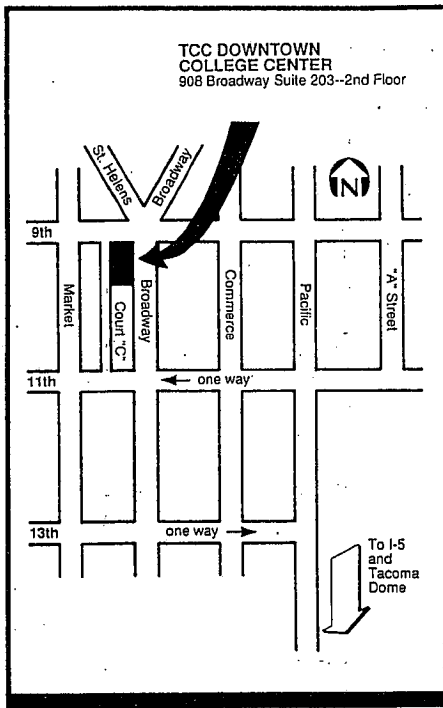 TCC DOWNTOWN
COLLEGE CENTER
908 Broadway Suite 203--2nd Floor
St. Helens
Broadway
N
9th
Market
Court "C"
Broadway
Commerce
Pacific
"A" Street
11th
one way
13th
one way
To I-5
and
Tacoma
Dome